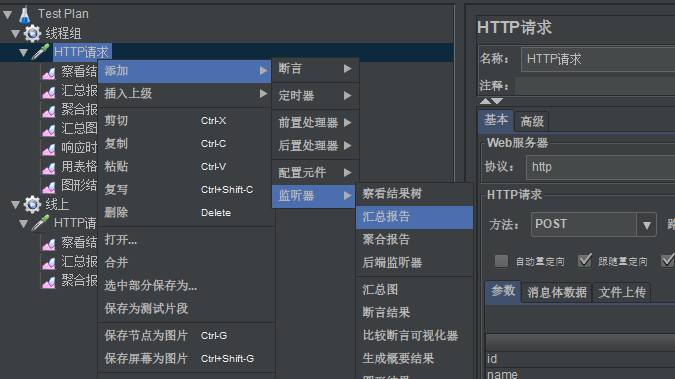 Test Plan
线程组
HTTP请求
察看结
汇总报
聚合报
汇总图
响应时
用表格
图形结
线上
HTTP请
察看结
汇总报
聚合报
添加
插入上级
剪切 Ctrl-X
复制 Ctrl-C
粘贴 Ctrl-V
复写 Ctrl+Shift-C
删除 Delete
打开...
合并
选中部分保存为...
保存为测试片段
保存节点为图片 Ctrl-G
保存屏幕为图片 Ctrl+Shift-G
断言
定时器
前置处理器
后置处理器
配置元件
监听器
察看结果树
汇总报告
聚合报告
后端监听器
汇总图
断言结果
比较断言可视化器
生成概要结果
HTTP请求
名称: HTTP请求
注释:
基本 高级
Web服务器
协议: http
HTTP请求
方法: POST
自动重定向 跟随重定向
参数 消息体数据 文件上传
id
name